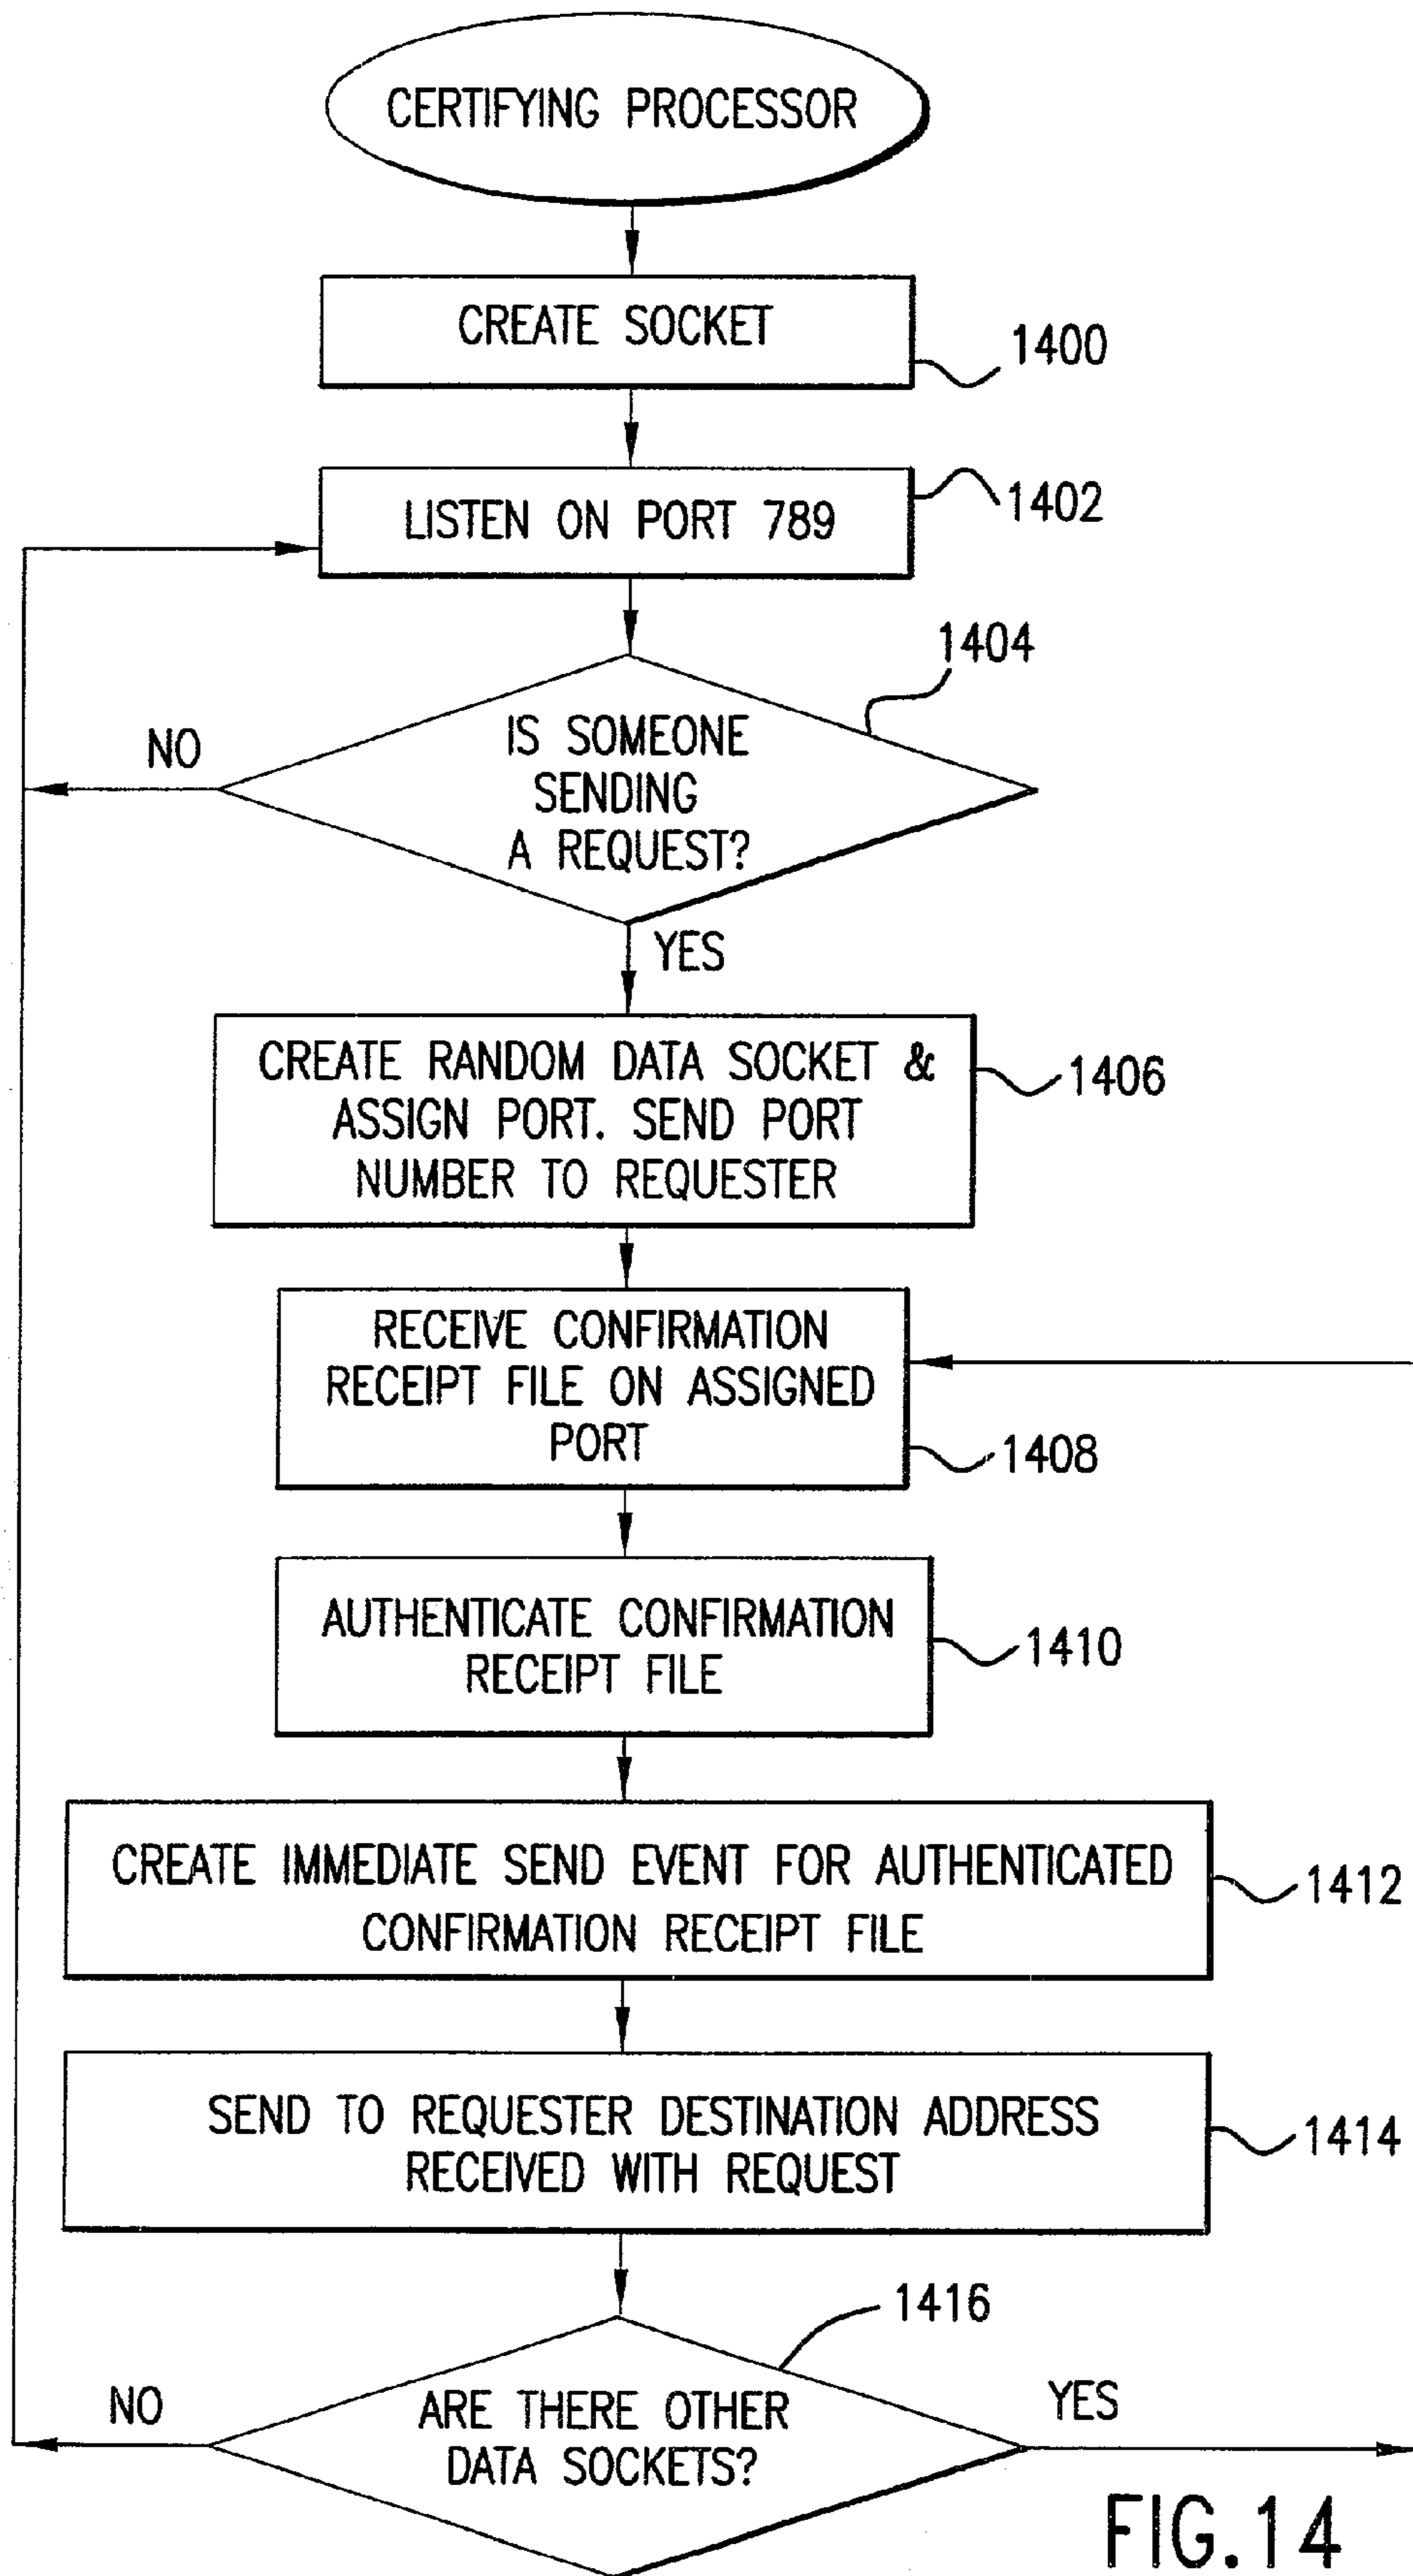 CERTIFYING PROCESSOR
CREATE SOCKET
1400
LISTEN ON PORT 789
1402
1404
NO
IS SOMEONE
SENDING
A REQUEST?
YES
CREATE RANDOM DATA SOCKET &
ASSIGN PORT. SEND PORT
NUMBER TO REQUESTER
1406
RECEIVE CONFIRMATION
RECEIPT FILE ON ASSIGNED
PORT
1408
AUTHENTICATE CONFIRMATION
RECEIPT FILE
1410
CREATE IMMEDIATE SEND EVENT FOR AUTHENTICATED
CONFIRMATION RECEIPT FILE
1412
SEND TO REQUESTER DESTINATION ADDRESS
RECEIVED WITH REQUEST
1414
1416
NO
ARE THERE OTHER
DATA SOCKETS?
YES
FIG.14